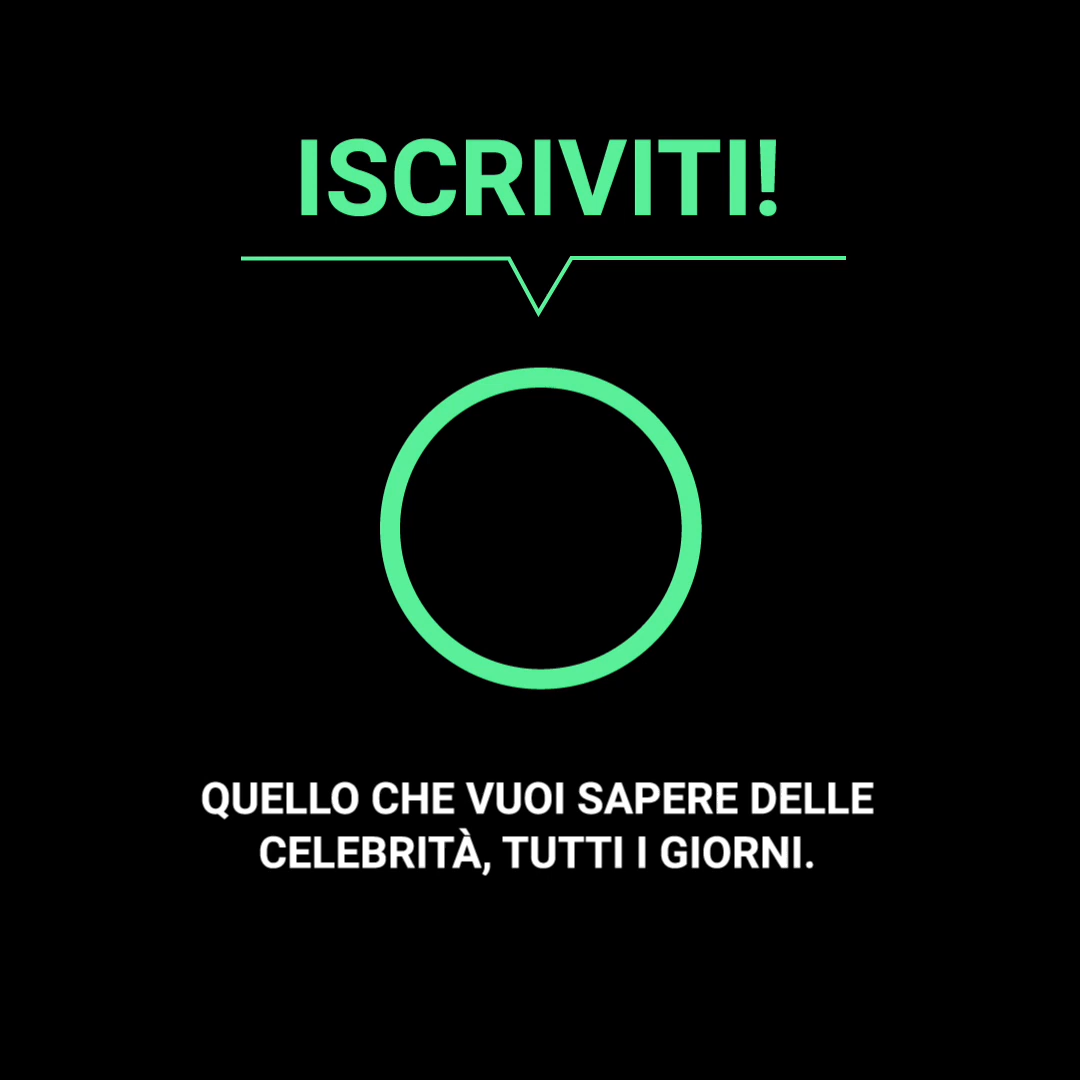 ISCRIVITI!
QUELLO CHE VUOI SAPERE DELLE
CELEBRITÀ, TUTTI I GIORNI.